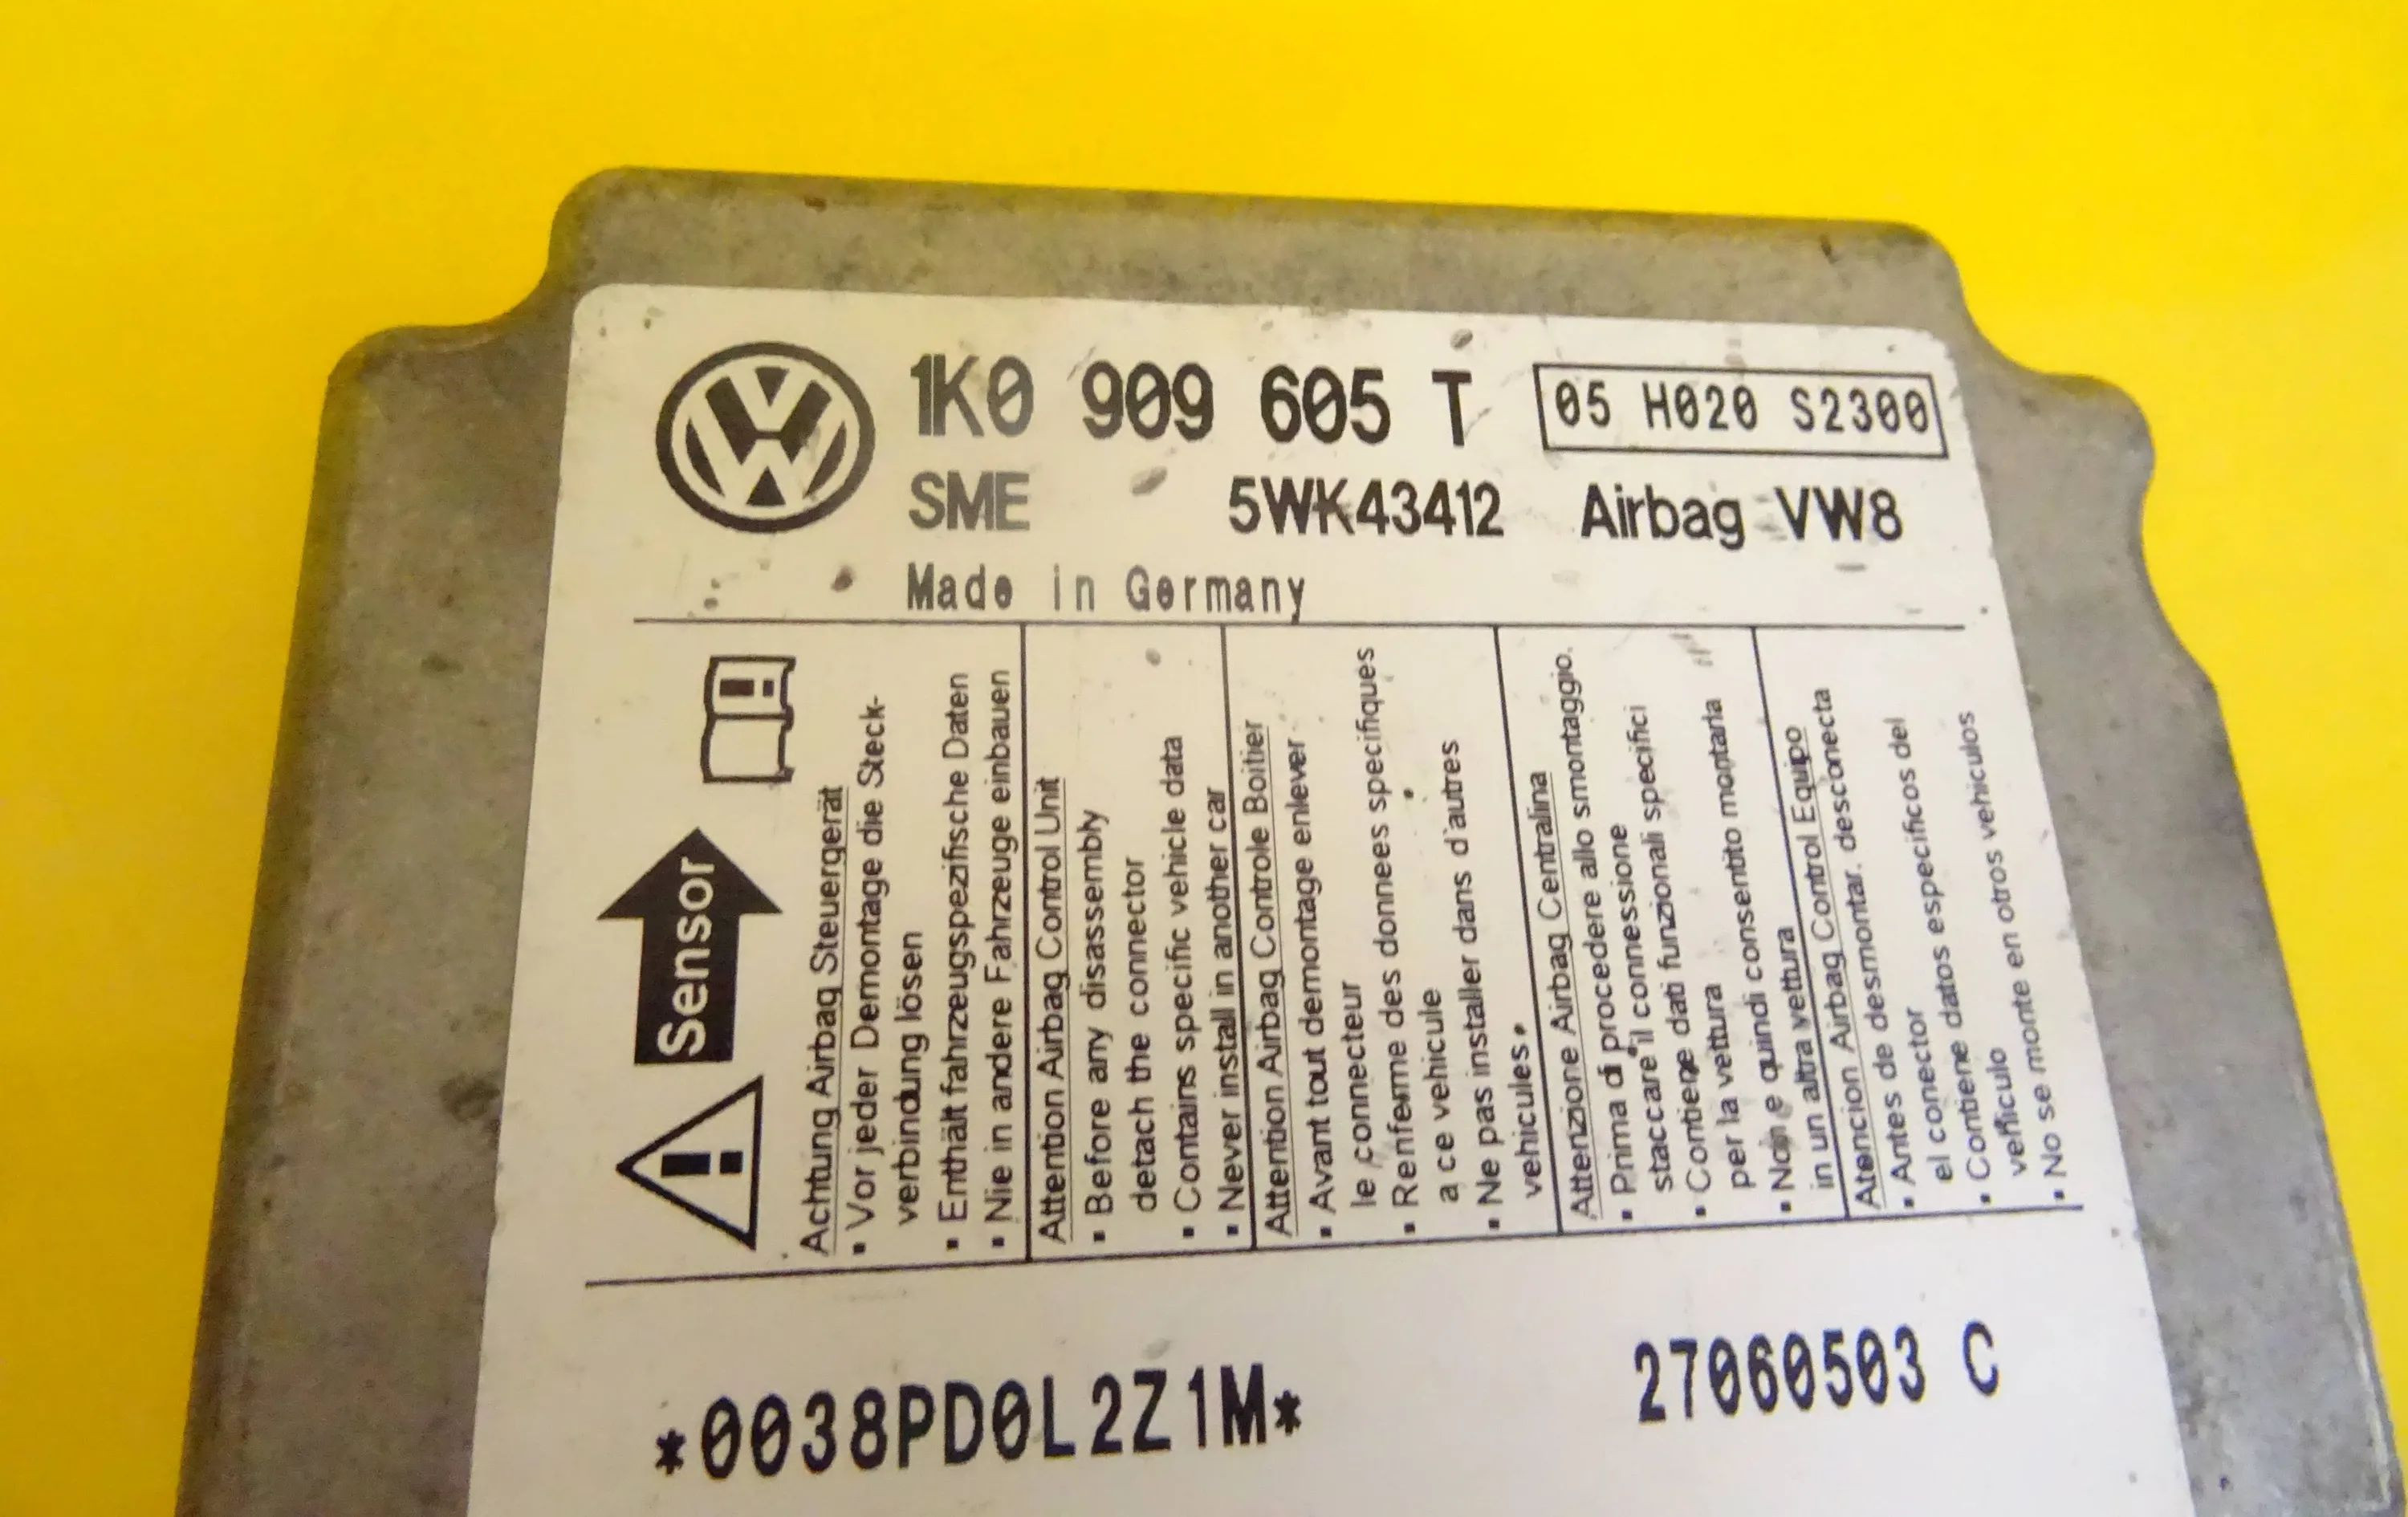 1K0 909 605 T 05 H020 S2300
SME 5WK43412 Airbag VW8
Made in Germany
Sensor
Achtung Airbag Steuergerät
▪ Vor jeder Demontage die Steck-
verbindung lösen
▪ Enthält fahrzeugspezifische Daten
▪ Nie in andere Fahrzeuge einbauen
Attention Airbag Control Unit
▪ Before any disassembly
detach the connector
▪ Contains specific vehicle data
▪ Never install in another car
Attention Airbag Controle Boitier
▪ Avant tout demontage enlever
le connecteur
▪ Renferme des donnees specifiques
a ce vehicule
▪ Ne pas installer dans d'autres
vehicules.
Attenzione Airbag Centralina
▪ Prima di procedere allo smontaggio.
staccare il connessione
▪ Contiene dati funzionali specifici
per la vettura
▪ Non e quindi consentito montarla
in un altra vettura
Atencion Airbag Control Equipo
▪ Antes de desmontar. desconecta
el conector
▪ Contiene datos especificos del
vehiculo
▪ No se monte en otros vehiculos
*0038PD0L2Z1M*
27060503 C